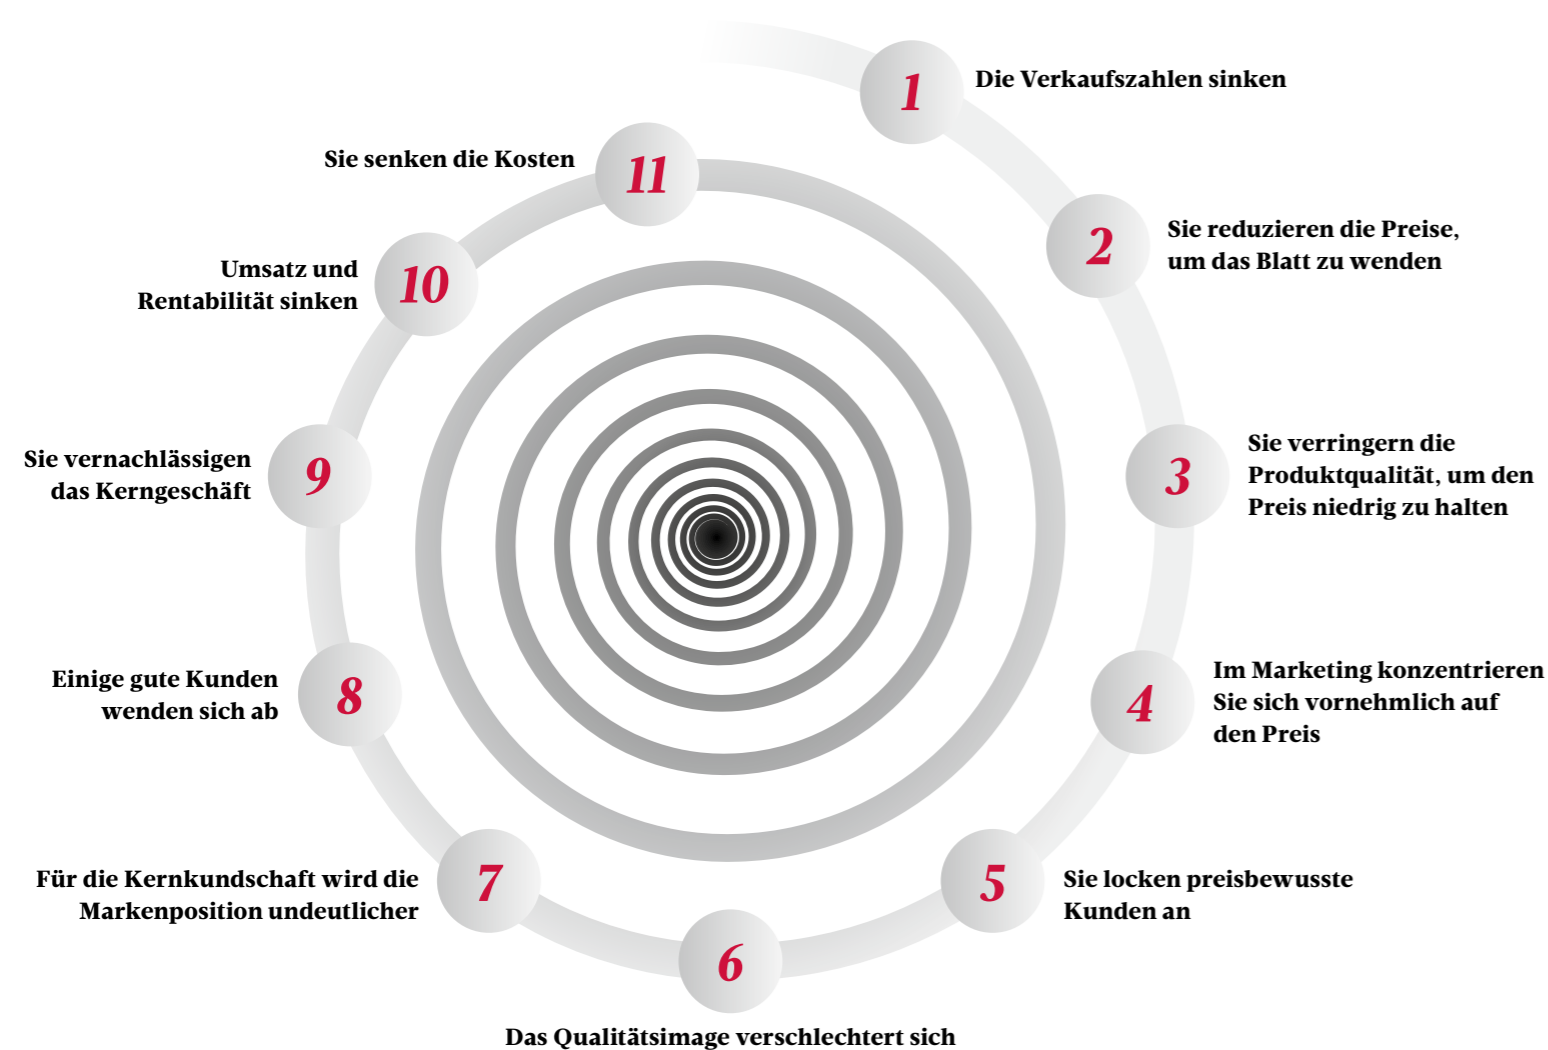 1
Die Verkaufszahlen sinken
2
Sie reduzieren die Preise,
um das Blatt zu wenden
3
Sie verringern die
Produktqualität, um den
Preis niedrig zu halten
4
Im Marketing konzentrieren
Sie sich vornehmlich auf
den Preis
5
Sie locken preisbewusste
Kunden an
6
Das Qualitätsimage verschlechtert sich
7
Für die Kernkundschaft wird die
Markenposition undeutlicher
8
Einige gute Kunden
wenden sich ab
9
Sie vernachlässigen
das Kerngeschäft
10
Umsatz und
Rentabilität sinken
11
Sie senken die Kosten